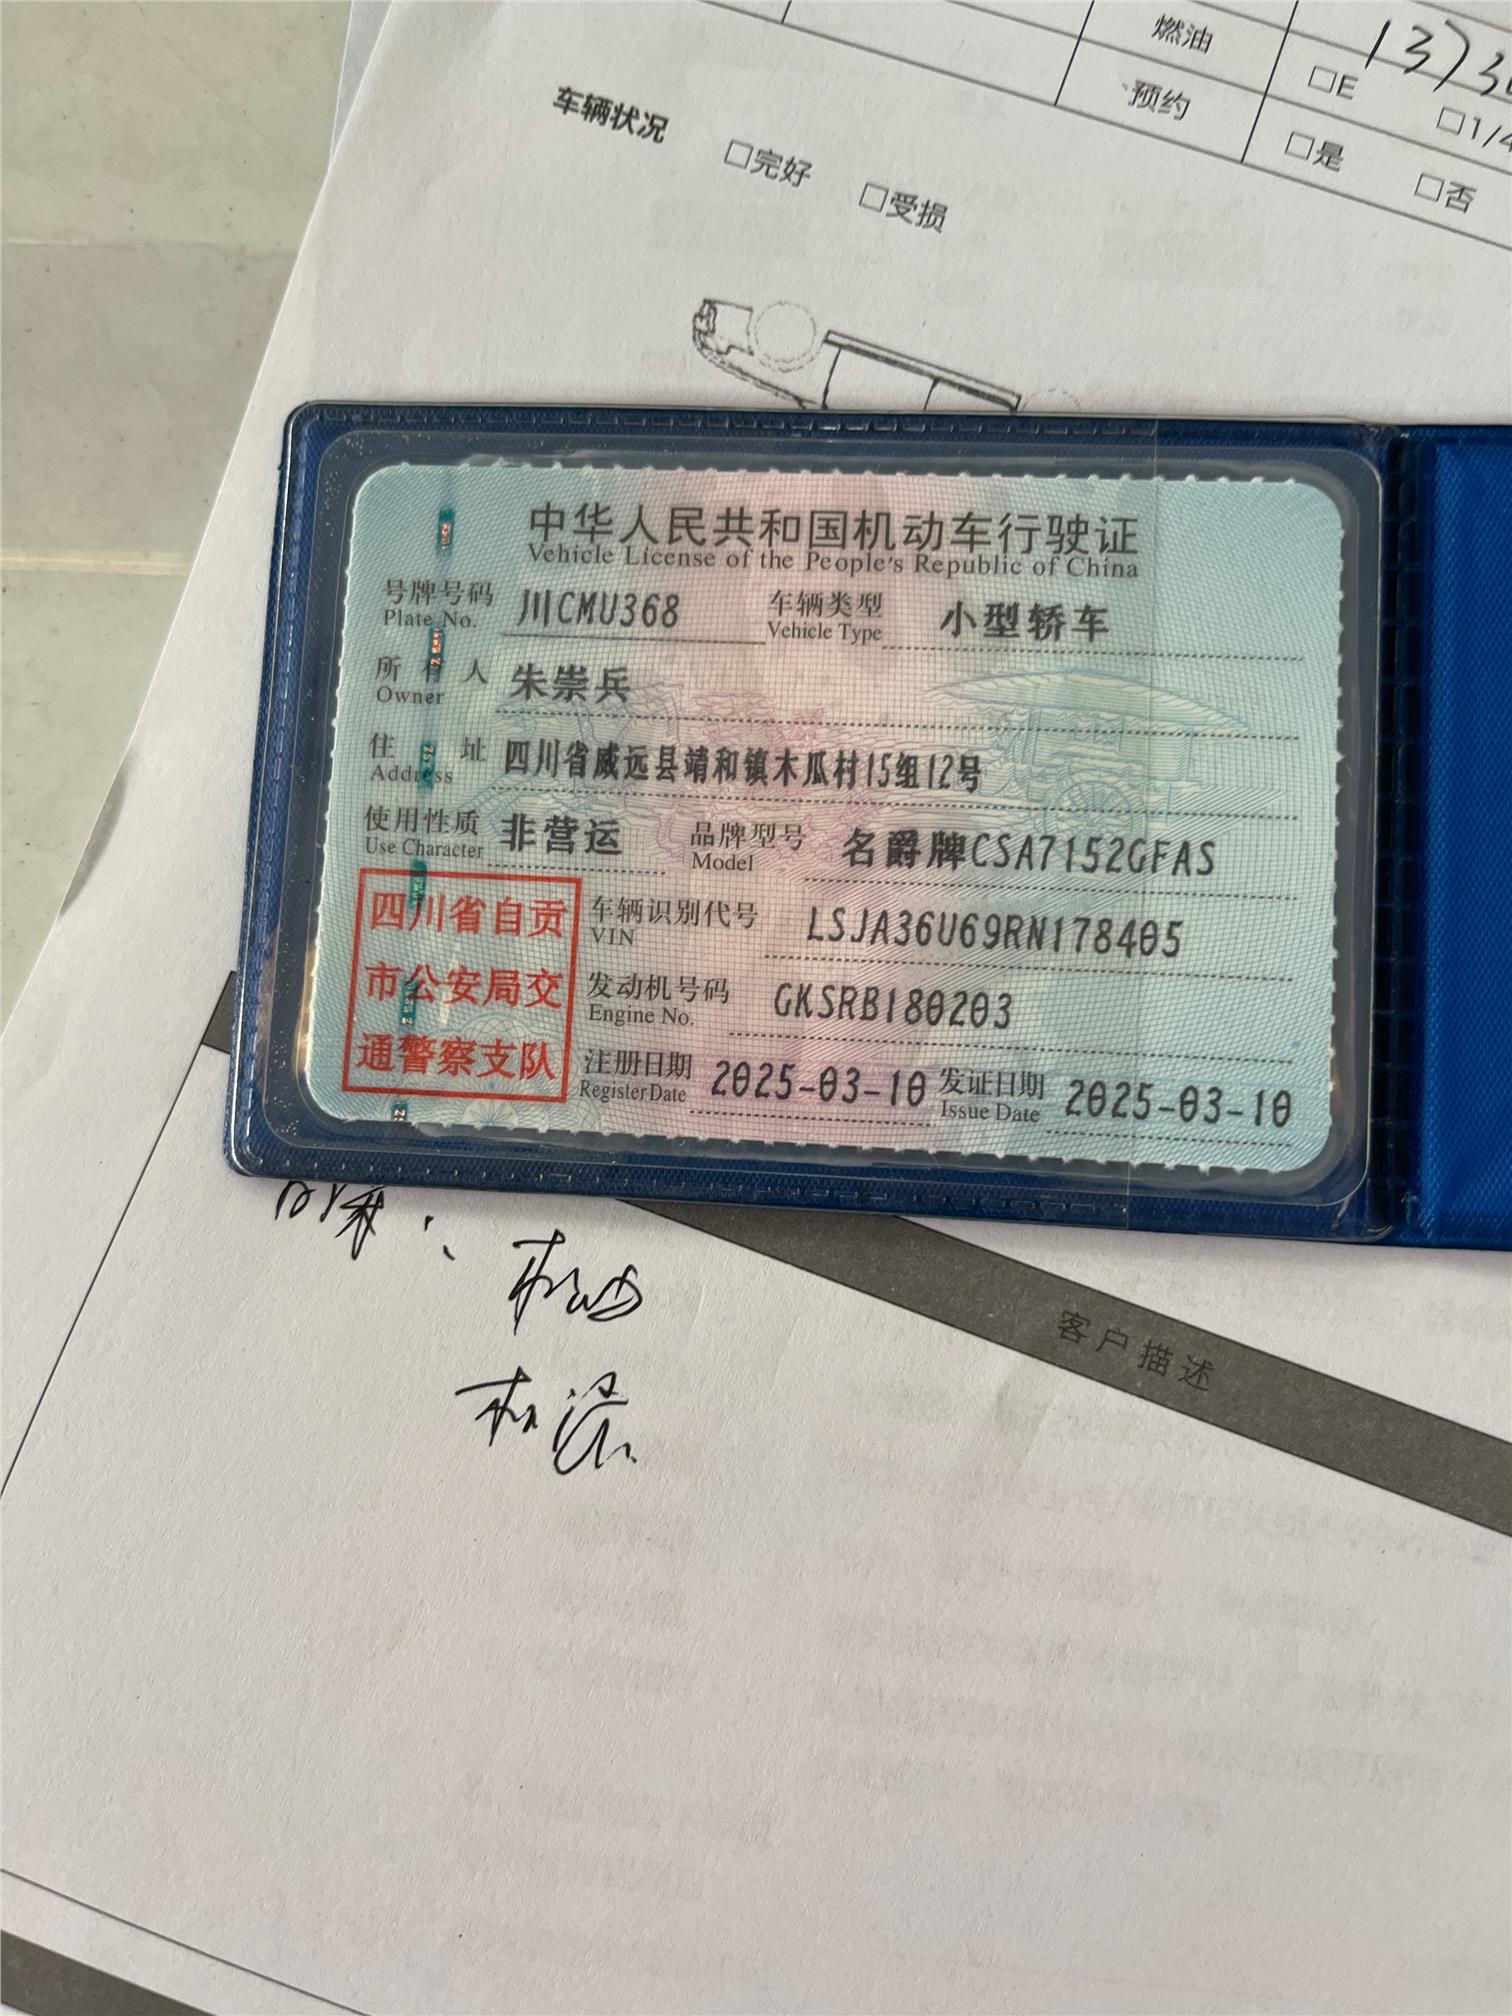 燃油
□E
□1/4
1373
预约
□是
□否
车辆状况
□完好
□受损
中华人民共和国机动车行驶证
Vehicle License of the People's Republic of China
号牌号码
Plate No.
川CMU368
车辆类型
Vehicle Type
小型轿车
所有人
Owner
朱崇兵
住址
Address
四川省威远县靖和镇木瓜村15组12号
使用性质
Use Character
非营运
品牌型号
Model
名爵牌CSA7152GFAS
四川省自贡
市公安局交
通警察支队
车辆识别代号
VIN
LSJA36U69RN178405
发动机号码
Engine No.
GKSRB180203
注册日期
Register Date
2025-03-10
发证日期
Issue Date
2025-03-10
机油
机滤
客户描述